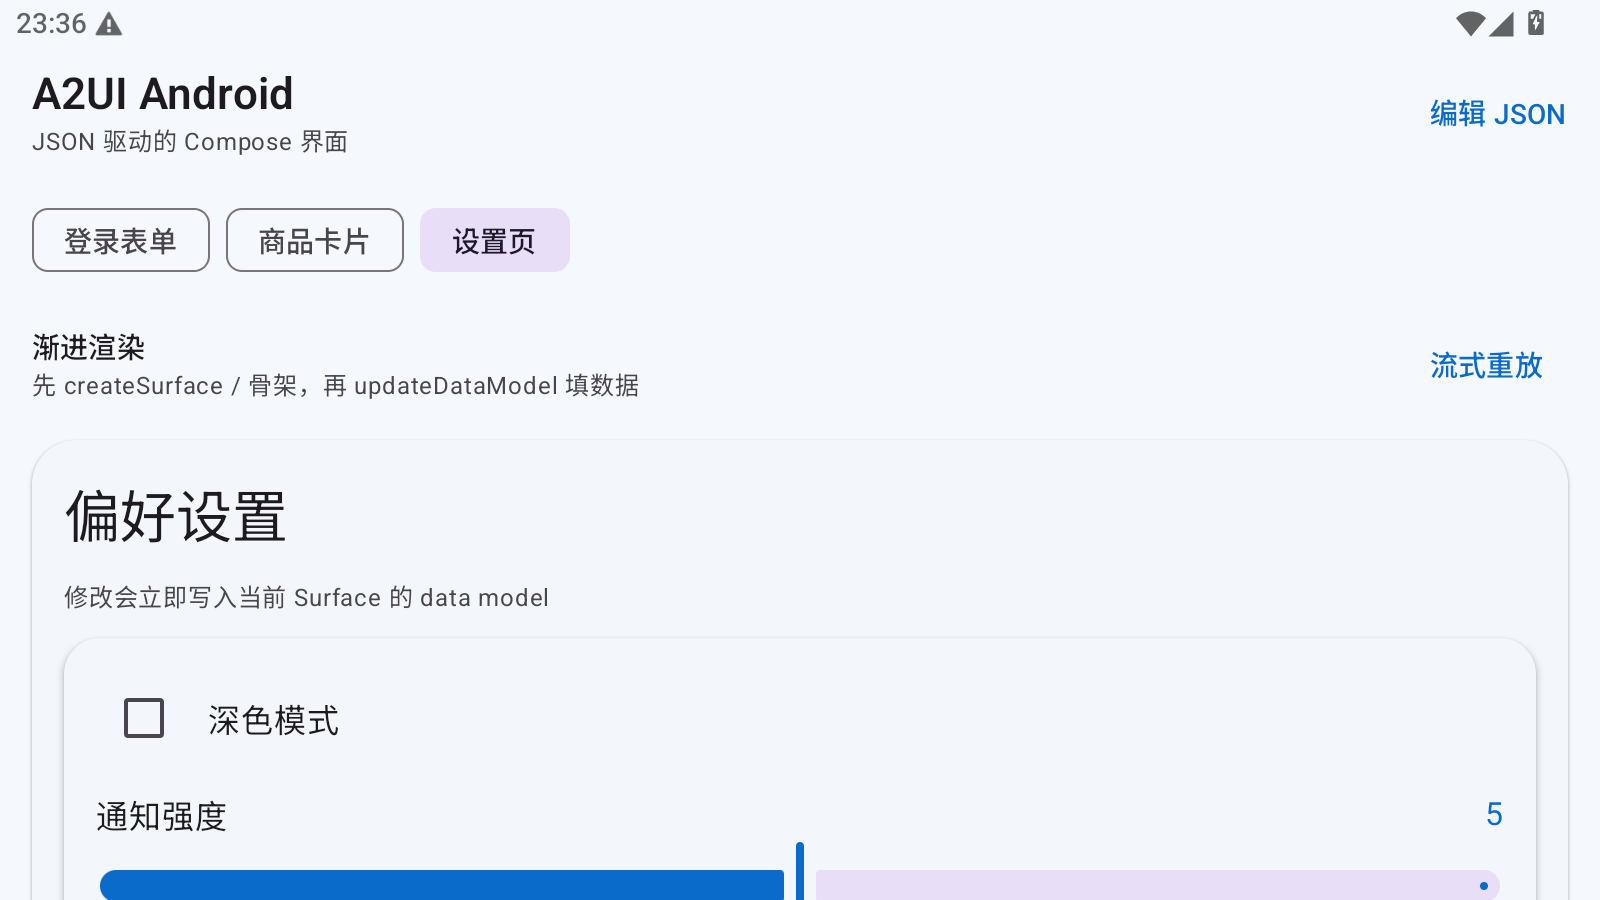 23:36
A2UI Android
JSON 驱动的 Compose 界面
编辑 JSON
登录表单
商品卡片
设置页
渐进渲染
先 createSurface / 骨架，再 updateDataModel 填数据
流式重放
偏好设置
修改会立即写入当前 Surface 的 data model
深色模式
通知强度
5